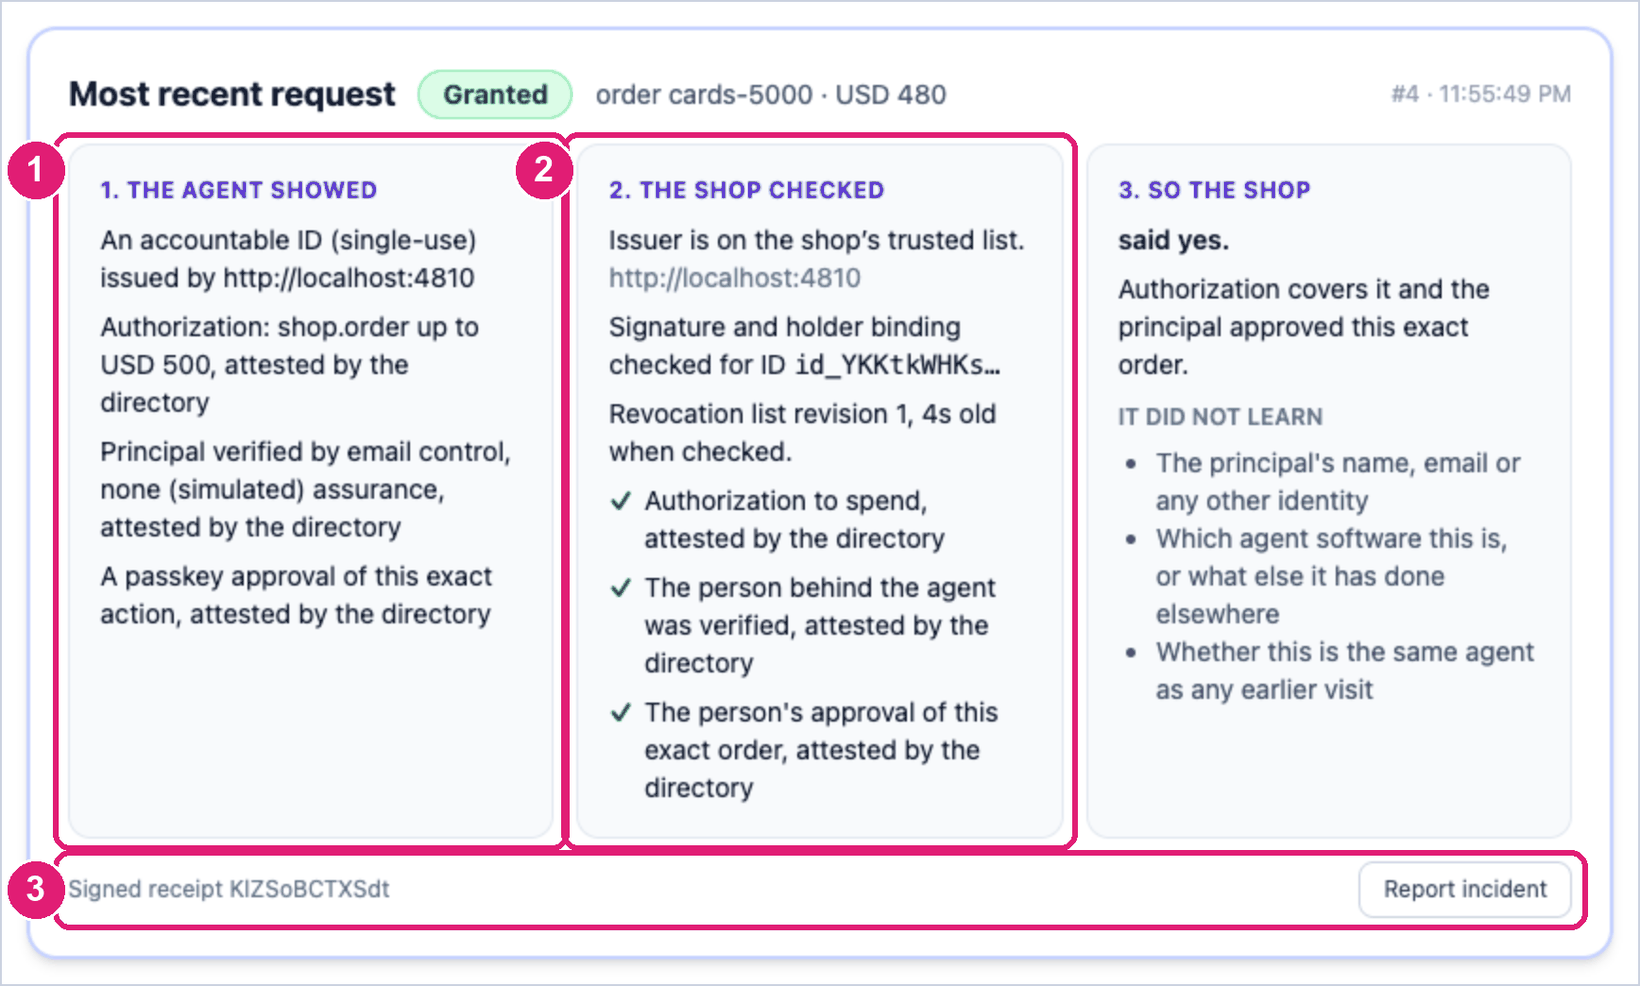 Most recent request
Granted
order cards-5000 · USD 480
#4 · 11:55:49 PM
1
1. THE AGENT SHOWED
An accountable ID (single-use)
issued by http://localhost:4810
Authorization: shop.order up to
USD 500, attested by the
directory
Principal verified by email control,
none (simulated) assurance,
attested by the directory
A passkey approval of this exact
action, attested by the directory
2
2. THE SHOP CHECKED
Issuer is on the shop’s trusted list.
http://localhost:4810
Signature and holder binding
checked for ID id_YKKtkWHKs…
Revocation list revision 1, 4s old
when checked.
✓ Authorization to spend,
attested by the directory
✓ The person behind the agent
was verified, attested by the
directory
✓ The person's approval of this
exact order, attested by the
directory
3. SO THE SHOP
said yes.
Authorization covers it and the
principal approved this exact
order.
IT DID NOT LEARN
• The principal's name, email or
any other identity
• Which agent software this is,
or what else it has done
elsewhere
• Whether this is the same agent
as any earlier visit
3
Signed receipt KIZSoBCTXSdt
Report incident